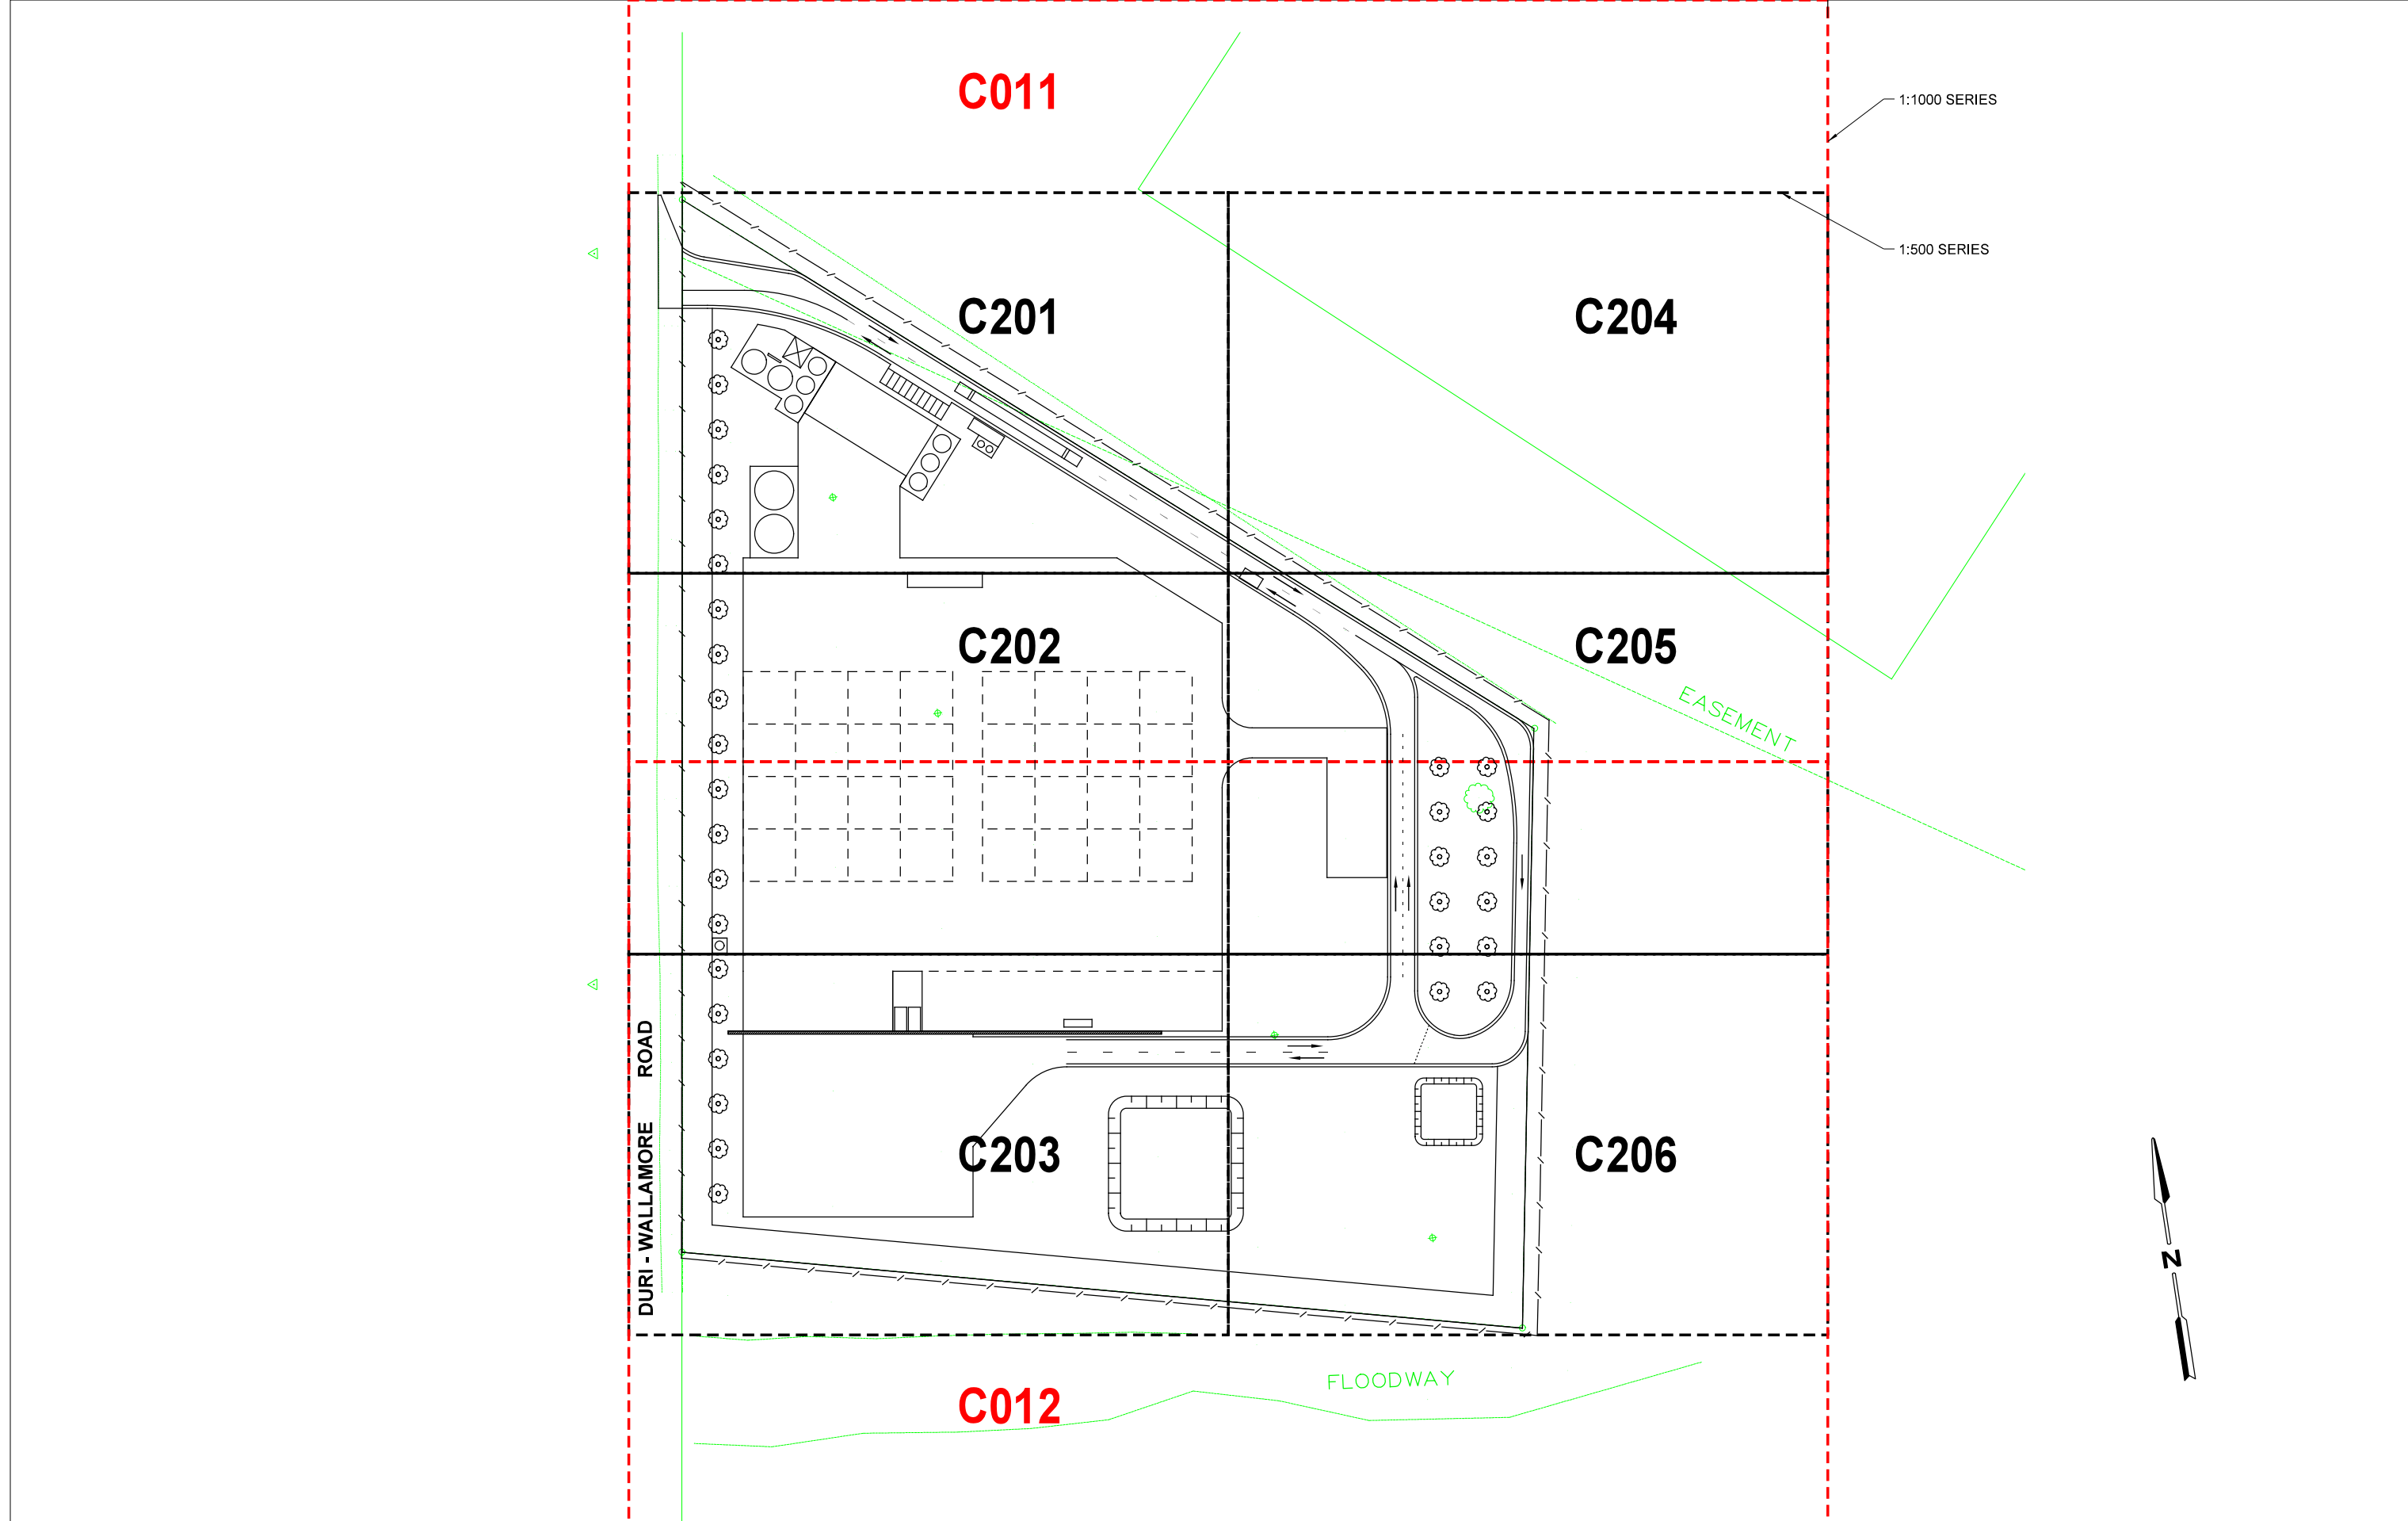 C011
1:1000 SERIES
1:500 SERIES
C201
C204
C202
C205
EASEMENT
DURI - WALLAMORE ROAD
C203
C206
N
FLOODWAY
C012